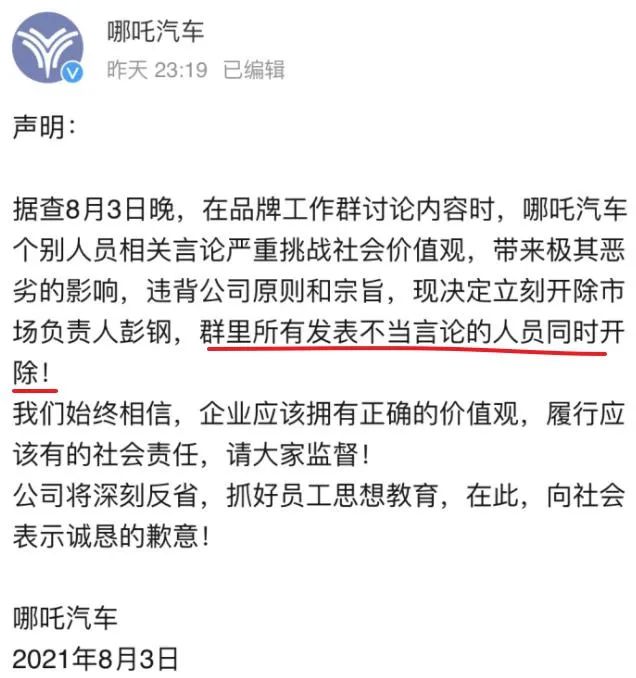 哪吒汽车
昨天 23:19 已编辑
声明：
据查8月3日晚，在品牌工作群讨论内容时，哪吒汽车
个别人员相关言论严重挑战社会价值观，带来极其恶
劣的影响，违背公司原则和宗旨，现决定立刻开除市
场负责人彭钢，群里所有发表不当言论的人员同时开
除！
我们始终相信，企业应该拥有正确的价值观，履行应
该有的社会责任，请大家监督！
公司将深刻反省，抓好员工思想教育，在此，向社会
表示诚恳的歉意！
哪吒汽车
2021年8月3日